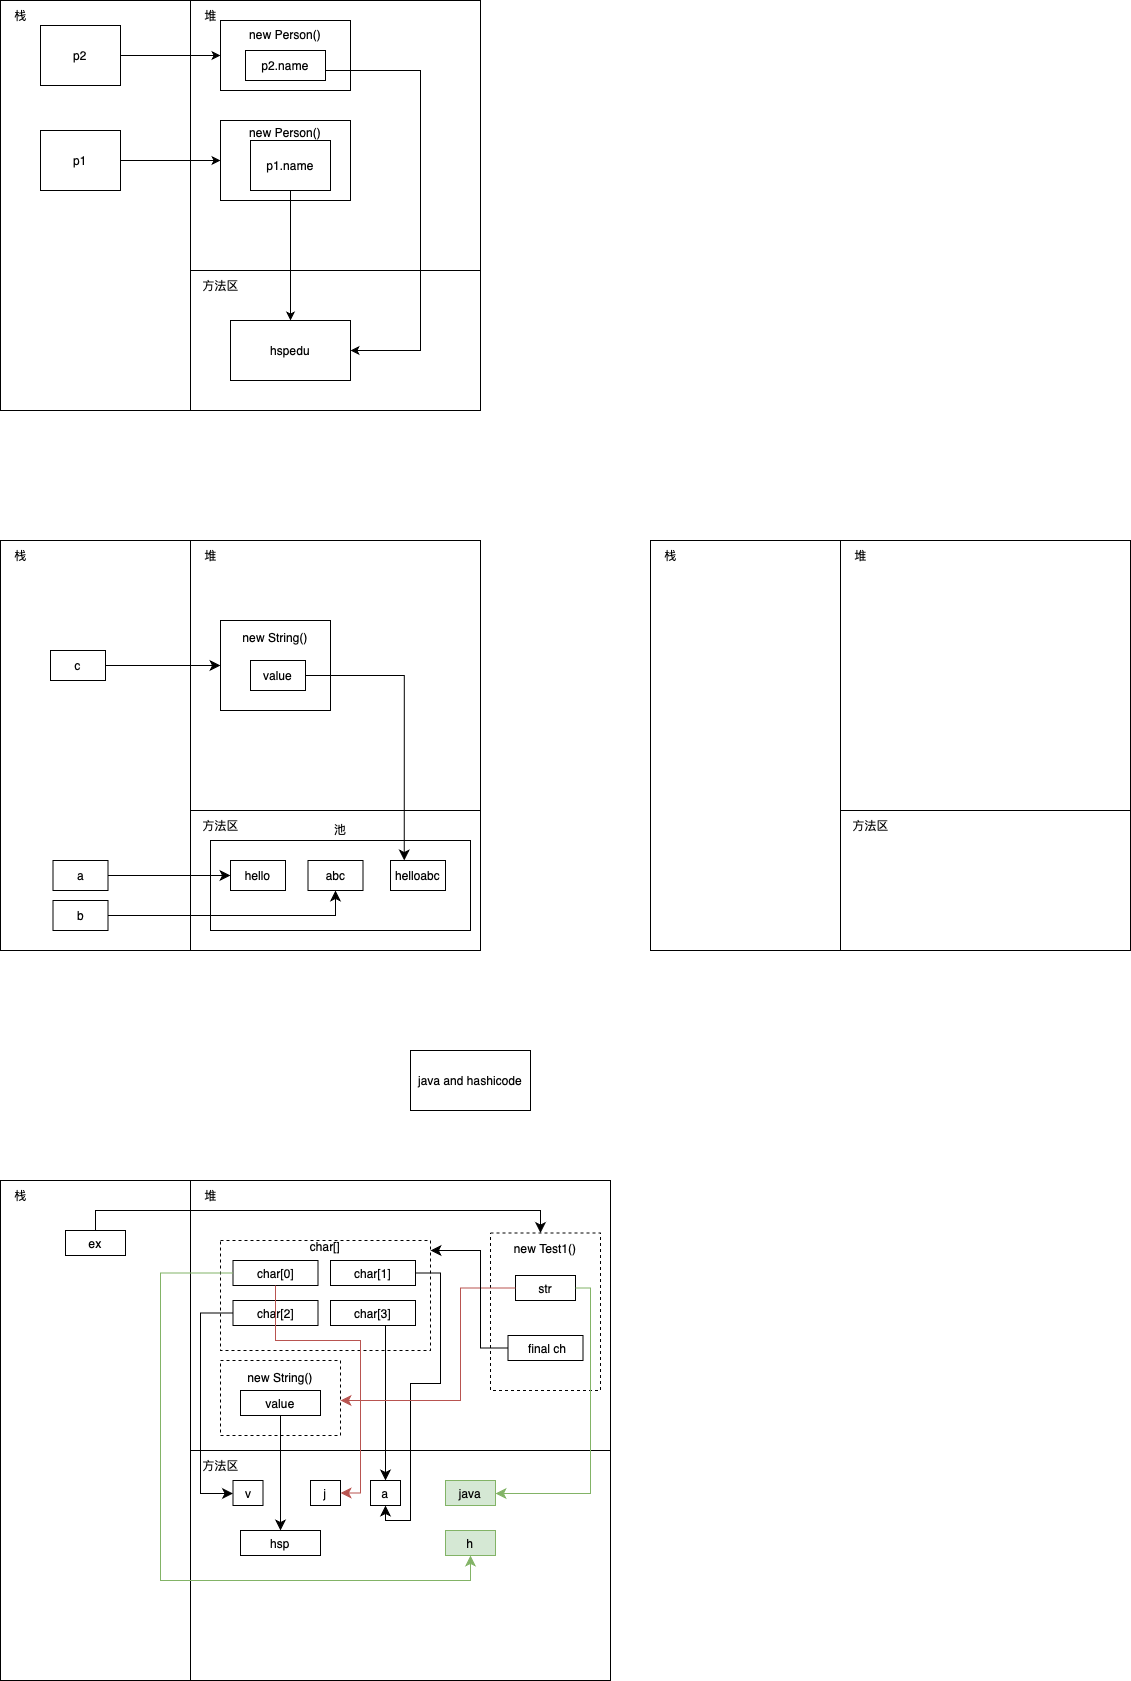 栈
堆
p2
new Person()
p2.name
p1
new Person()
p1.name
方法区
hspedu
栈
堆
new String()
c
value
方法区
池
a
hello
abc
helloabc
b
栈
堆
方法区
java and hashicode
栈
堆
ex
char[]
new Test1()
char[0]
char[1]
str
char[2]
char[3]
final ch
new String()
value
方法区
v
j
a
java
hsp
h